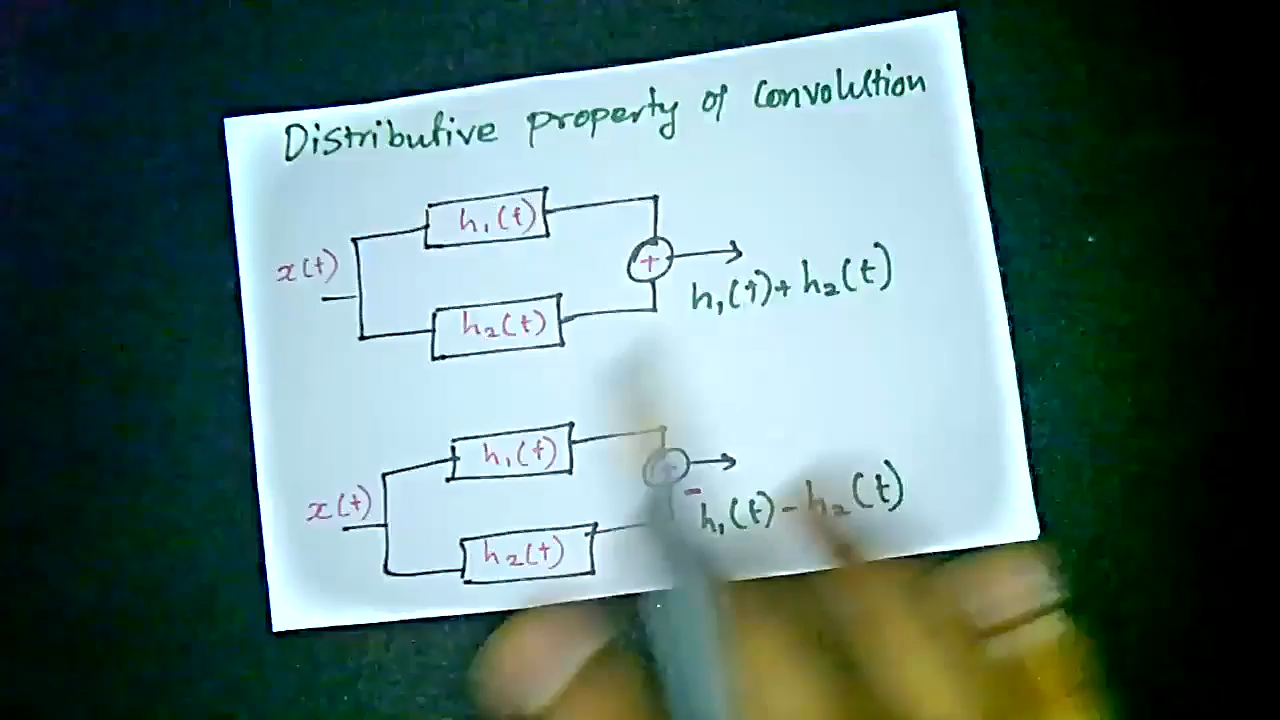 Distributive property of Convolution
h₁(t)
x(t)
+
h₁(t)+h₂(t)
h₂(t)
h₁(t)
x(t)
-
h₁(t)-h₂(t)
h₂(t)